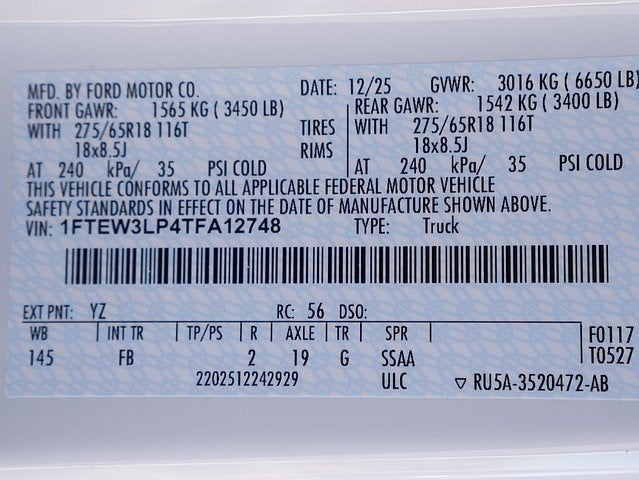 MFD. BY FORD MOTOR CO. DATE: 12/25 GVWR: 3016 KG ( 6650 LB)
FRONT GAWR: 1565 KG ( 3450 LB) REAR GAWR: 1542 KG ( 3400 LB)
WITH 275/65R18 116T TIRES WITH 275/65R18 116T
18x8.5J RIMS 18x8.5J
AT 240 kPa/ 35 PSI COLD AT 240 kPa/ 35 PSI COLD
THIS VEHICLE CONFORMS TO ALL APPLICABLE FEDERAL MOTOR VEHICLE
SAFETY STANDARDS IN EFFECT ON THE DATE OF MANUFACTURE SHOWN ABOVE.
VIN: 1FTEW3LP4TFA12748 TYPE: Truck
EXT PNT: YZ RC: 56 DSO:
WB INT TR TP/PS R AXLE TR SPR F0117
145 FB 2 19 G SSAA T0527
2202512242929 ULC ▽ RU5A-3520472-AB